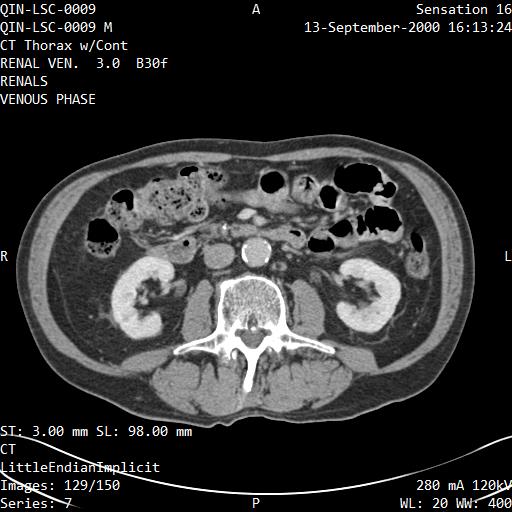 QIN-LSC-0009
A
Sensation 16
QIN-LSC-0009 M
13-September-2000 16:13:24
CT Thorax w/Cont
RENAL VEN. 3.0 B30f
RENALS
VENOUS PHASE
R
L
ST: 3.00 mm SL: 98.00 mm
CT
LittleEndianImplicit
Images: 129/150
280 mA 120kV
Series: 7
P
WL: 20 WW: 400